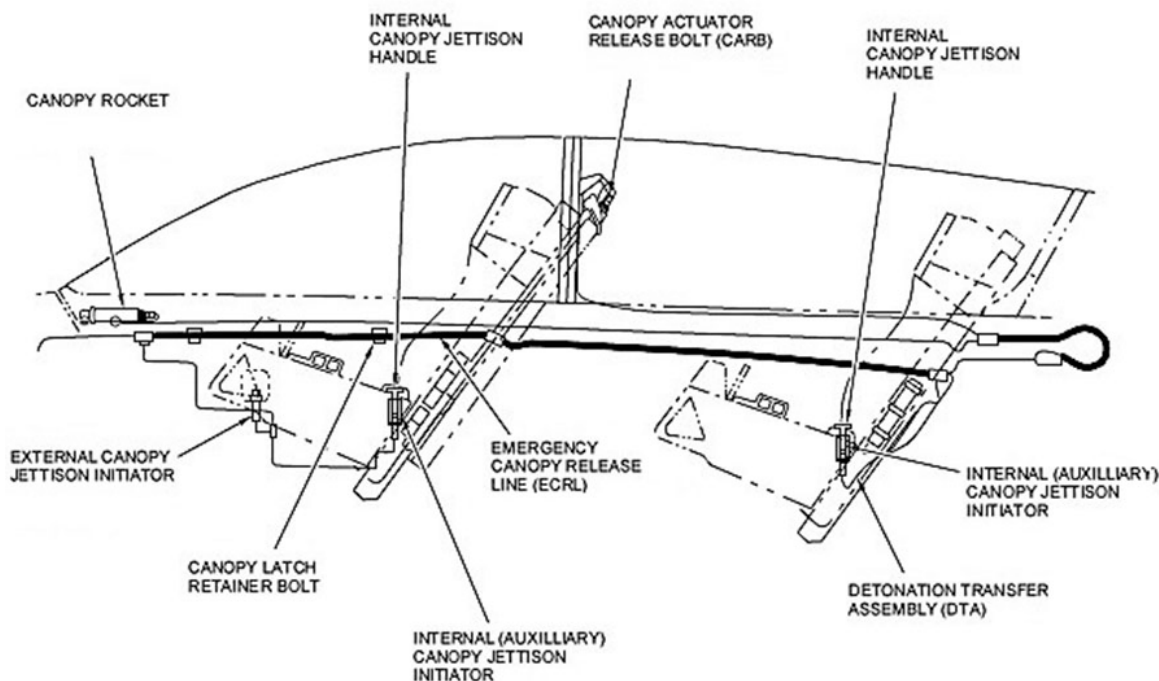 INTERNAL
CANOPY JETTISON
HANDLE
CANOPY ACTUATOR
RELEASE BOLT (CARB)
INTERNAL
CANOPY JETTISON
HANDLE
CANOPY ROCKET
EXTERNAL CANOPY
JETTISON INITIATOR
EMERGENCY
CANOPY RELEASE
LINE (ECRL)
INTERNAL (AUXILLIARY)
CANOPY JETTISON
INITIATOR
CANOPY LATCH
RETAINER BOLT
DETONATION TRANSFER
ASSEMBLY (DTA)
INTERNAL (AUXILLIARY)
CANOPY JETTISON
INITIATOR